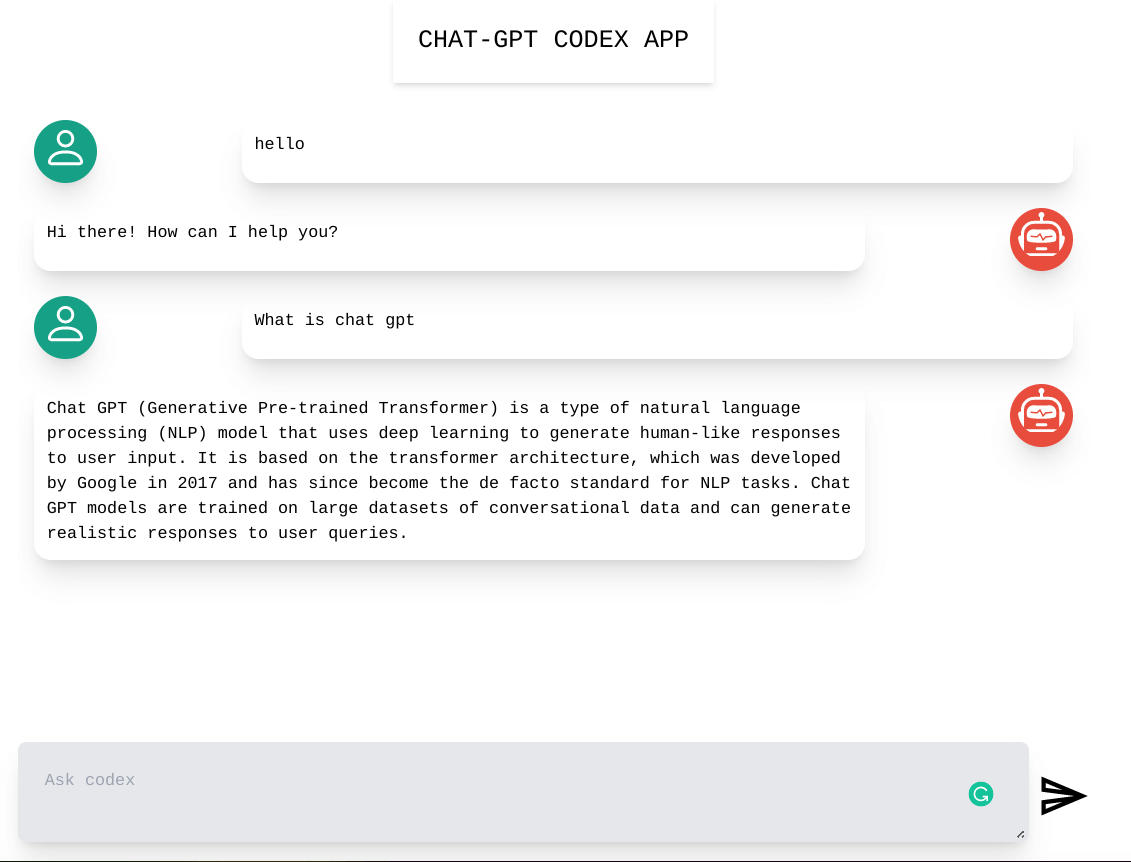 CHAT-GPT CODEX APP
hello
Hi there! How can I help you?
What is chat gpt
Chat GPT (Generative Pre-trained Transformer) is a type of natural language
processing (NLP) model that uses deep learning to generate human-like responses
to user input. It is based on the transformer architecture, which was developed
by Google in 2017 and has since become the de facto standard for NLP tasks. Chat
GPT models are trained on large datasets of conversational data and can generate
realistic responses to user queries.
Ask codex